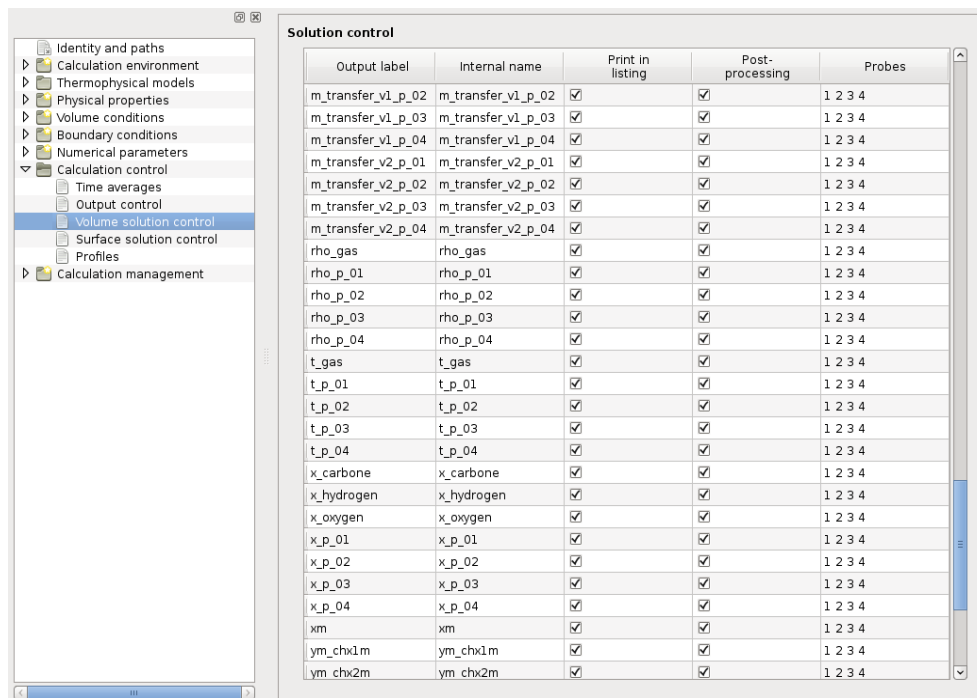 Identity and paths
Calculation environment
Thermophysical models
Physical properties
Volume conditions
Boundary conditions
Numerical parameters
Calculation control
Time averages
Output control
Volume solution control
Surface solution control
Profiles
Calculation management
Solution control
Output label Internal name Print in listing Post-processing Probes
m_transfer_v1_p_02 m_transfer_v1_p_02 1 2 3 4
m_transfer_v1_p_03 m_transfer_v1_p_03 1 2 3 4
m_transfer_v1_p_04 m_transfer_v1_p_04 1 2 3 4
m_transfer_v2_p_01 m_transfer_v2_p_01 1 2 3 4
m_transfer_v2_p_02 m_transfer_v2_p_02 1 2 3 4
m_transfer_v2_p_03 m_transfer_v2_p_03 1 2 3 4
m_transfer_v2_p_04 m_transfer_v2_p_04 1 2 3 4
rho_gas rho_gas 1 2 3 4
rho_p_01 rho_p_01 1 2 3 4
rho_p_02 rho_p_02 1 2 3 4
rho_p_03 rho_p_03 1 2 3 4
rho_p_04 rho_p_04 1 2 3 4
t_gas t_gas 1 2 3 4
t_p_01 t_p_01 1 2 3 4
t_p_02 t_p_02 1 2 3 4
t_p_03 t_p_03 1 2 3 4
t_p_04 t_p_04 1 2 3 4
x_carbone x_carbone 1 2 3 4
x_hydrogen x_hydrogen 1 2 3 4
x_oxygen x_oxygen 1 2 3 4
x_p_01 x_p_01 1 2 3 4
x_p_02 x_p_02 1 2 3 4
x_p_03 x_p_03 1 2 3 4
x_p_04 x_p_04 1 2 3 4
xm xm 1 2 3 4
ym_chx1m ym_chx1m 1 2 3 4
ym_chx2m ym_chx2m 1 2 3 4